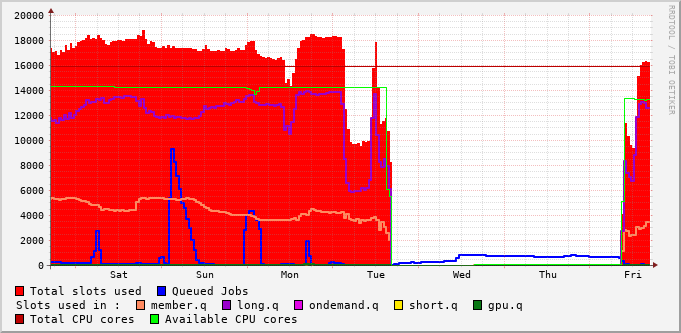 20000
18000
16000
14000
12000
10000
8000
6000
4000
2000
0
Sat Sun Mon Tue Wed Thu Fri
RRDTOOL / TOBI OETIKER
Total slots used Queued Jobs
Slots used in : member.q long.q ondemand.q short.q gpu.q
Total CPU cores Available CPU cores